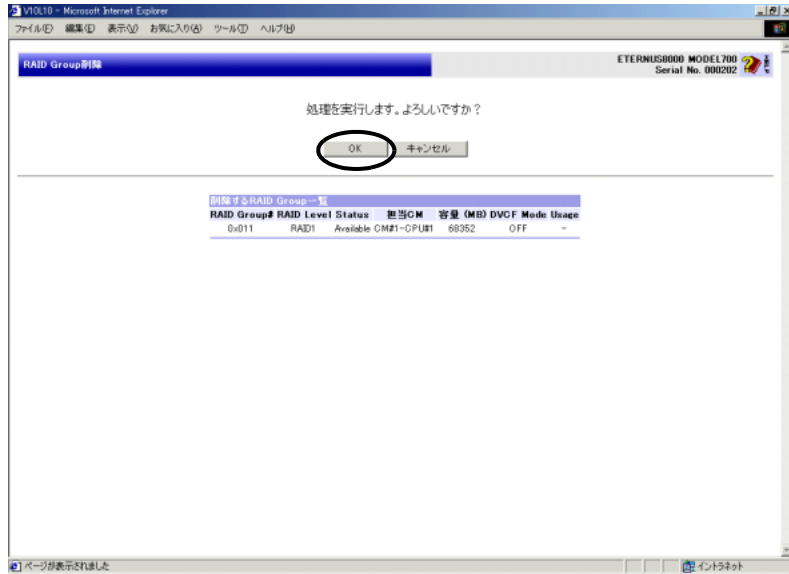 V10L10 - Microsoft Internet Explorer
ファイル(F) 編集(E) 表示(V) お気に入り(A) ツール(T) ヘルプ(H)
RAID Group削除
ETERNUS8000 MODEL700
Serial No. 000202
処理を実行します。よろしいですか？
OK キャンセル
削除するRAID Group一覧
RAID Group# RAID Level Status 担当CM 容量 (MB) DVCF Mode Usage
0x011 RAID1 Available CM#1-CPU#1 68352 OFF -
ページが表示されました
イントラネット